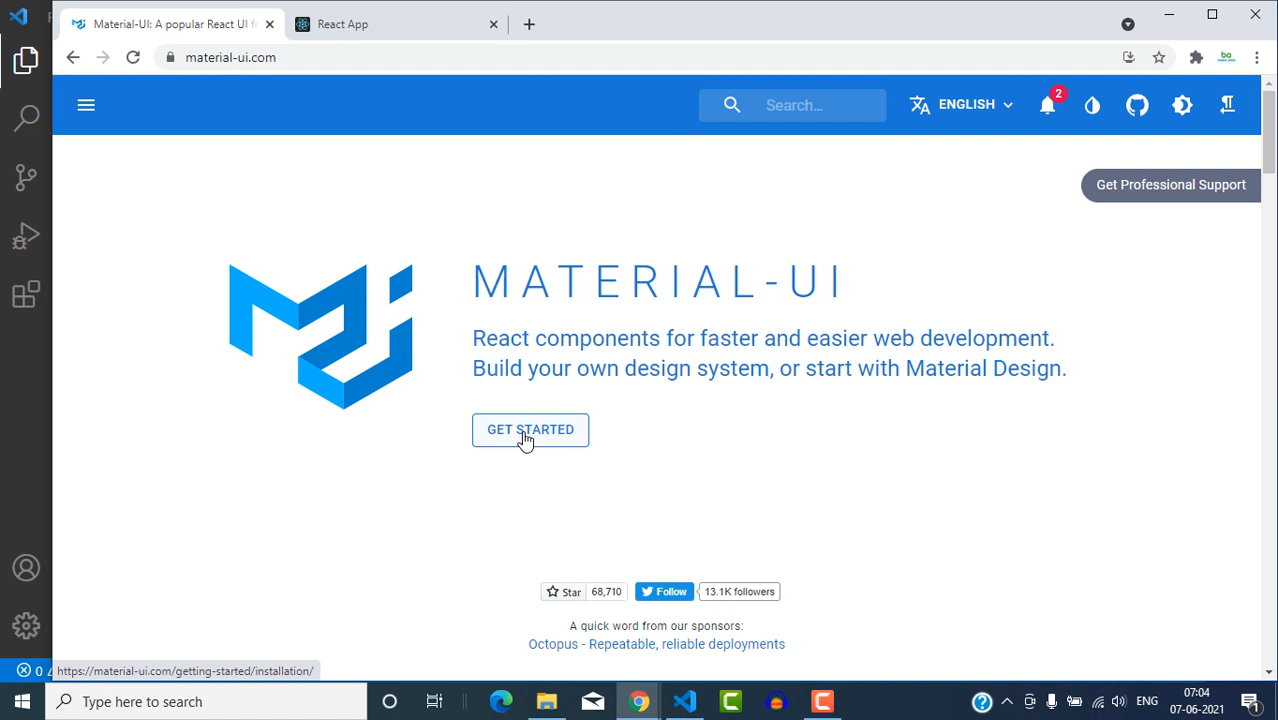 Material-UI: A popular React UI f
React App
material-ui.com
Search...
ENGLISH
2
Get Professional Support
MATERIAL-UI
React components for faster and easier web development.
Build your own design system, or start with Material Design.
GET STARTED
Star
68,710
Follow
13.1K followers
A quick word from our sponsors:
Octopus - Repeatable, reliable deployments
0
https://material-ui.com/getting-started/installation/
Type here to search
ENG
07:04
07-06-2021
1